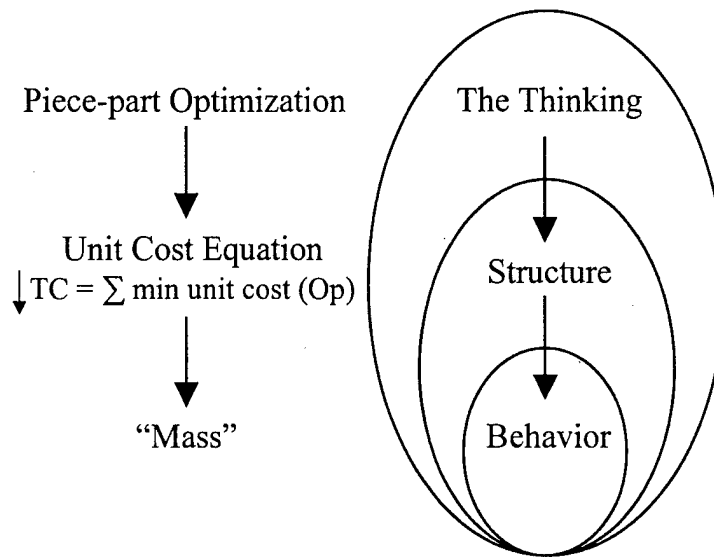 Piece-part Optimization
Unit Cost Equation
↓ TC = ∑ min unit cost (Op)
“Mass”
The Thinking
Structure
Behavior